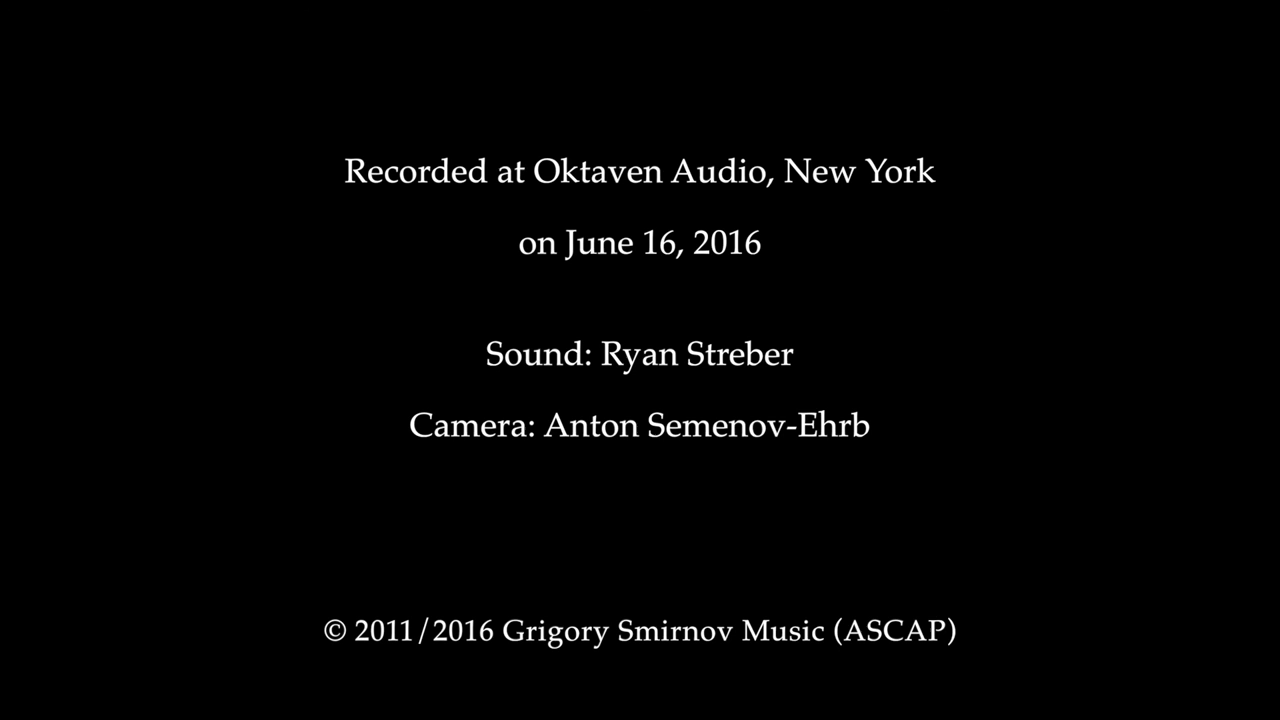 Recorded at Oktaven Audio, New York
on June 16, 2016
Sound: Ryan Streber
Camera: Anton Semenov-Ehrb
© 2011/2016 Grigory Smirnov Music (ASCAP)